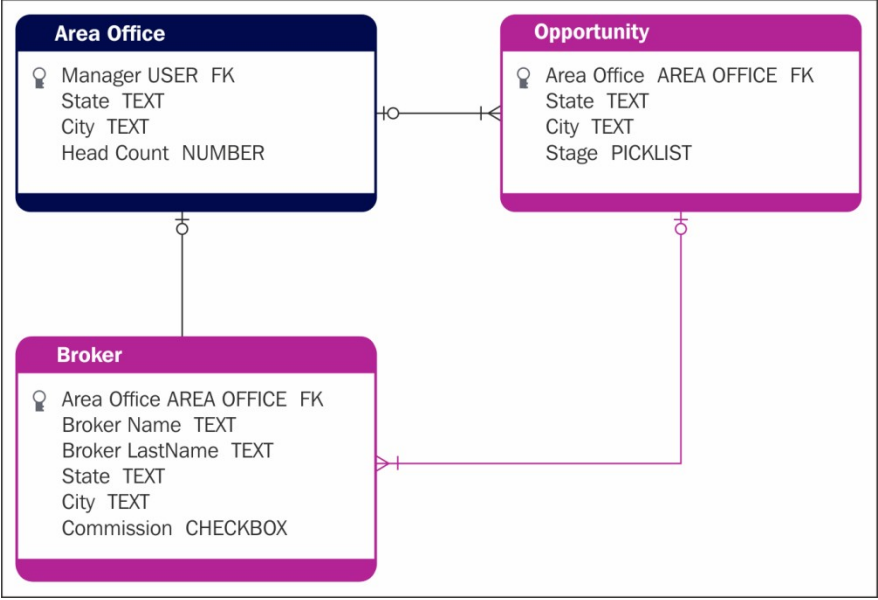 Area Office
Manager USER FK
State TEXT
City TEXT
Head Count NUMBER
Opportunity
Area Office AREA OFFICE FK
State TEXT
City TEXT
Stage PICKLIST
Broker
Area Office AREA OFFICE FK
Broker Name TEXT
Broker LastName TEXT
State TEXT
City TEXT
Commission CHECKBOX